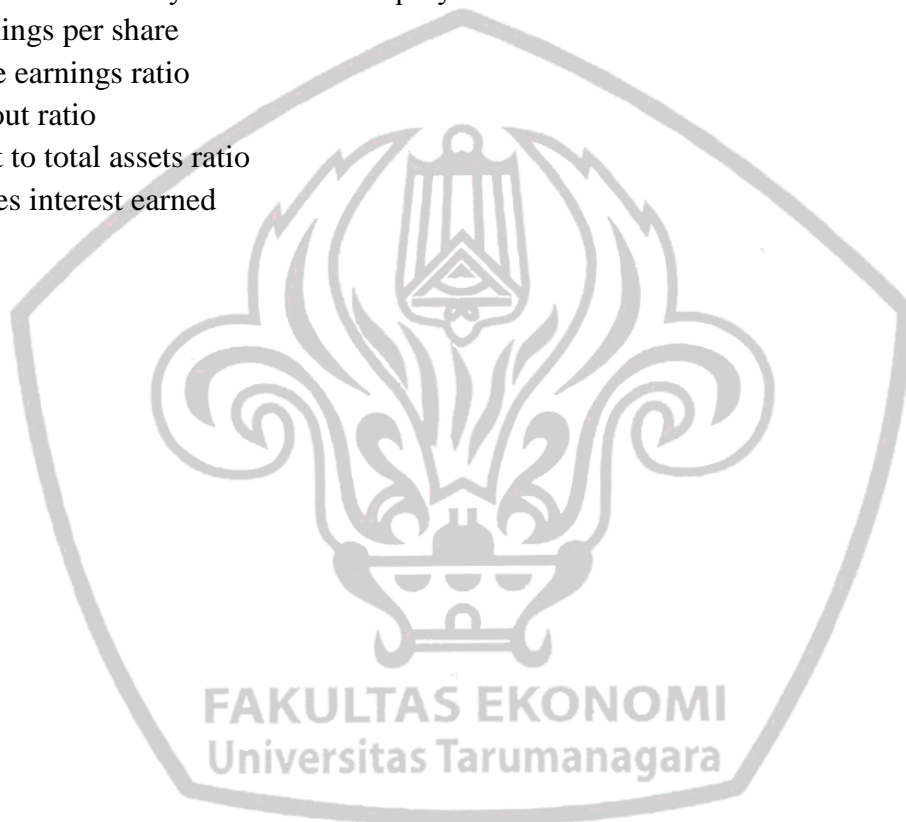 ings per share
e earnings ratio
out ratio
t to total assets ratio
es interest earned
FAKULTAS EKONOMI
Universitas Tarumanagara